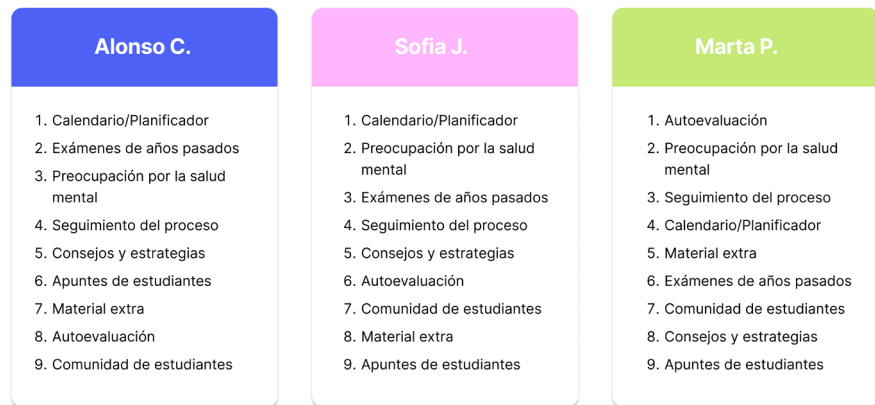 Alonso C.
1. Calendario/Planificador
2. Exámenes de años pasados
3. Preocupación por la salud
mental
4. Seguimiento del proceso
5. Consejos y estrategias
6. Apuntes de estudiantes
7. Material extra
8. Autoevaluación
9. Comunidad de estudiantes
Sofia J.
1. Calendario/Planificador
2. Preocupación por la salud
mental
3. Exámenes de años pasados
4. Seguimiento del proceso
5. Consejos y estrategias
6. Autoevaluación
7. Comunidad de estudiantes
8. Material extra
9. Apuntes de estudiantes
Marta P.
1. Autoevaluación
2. Preocupación por la salud
mental
3. Seguimiento del proceso
4. Calendario/Planificador
5. Material extra
6. Exámenes de años pasados
7. Comunidad de estudiantes
8. Consejos y estrategias
9. Apuntes de estudiantes